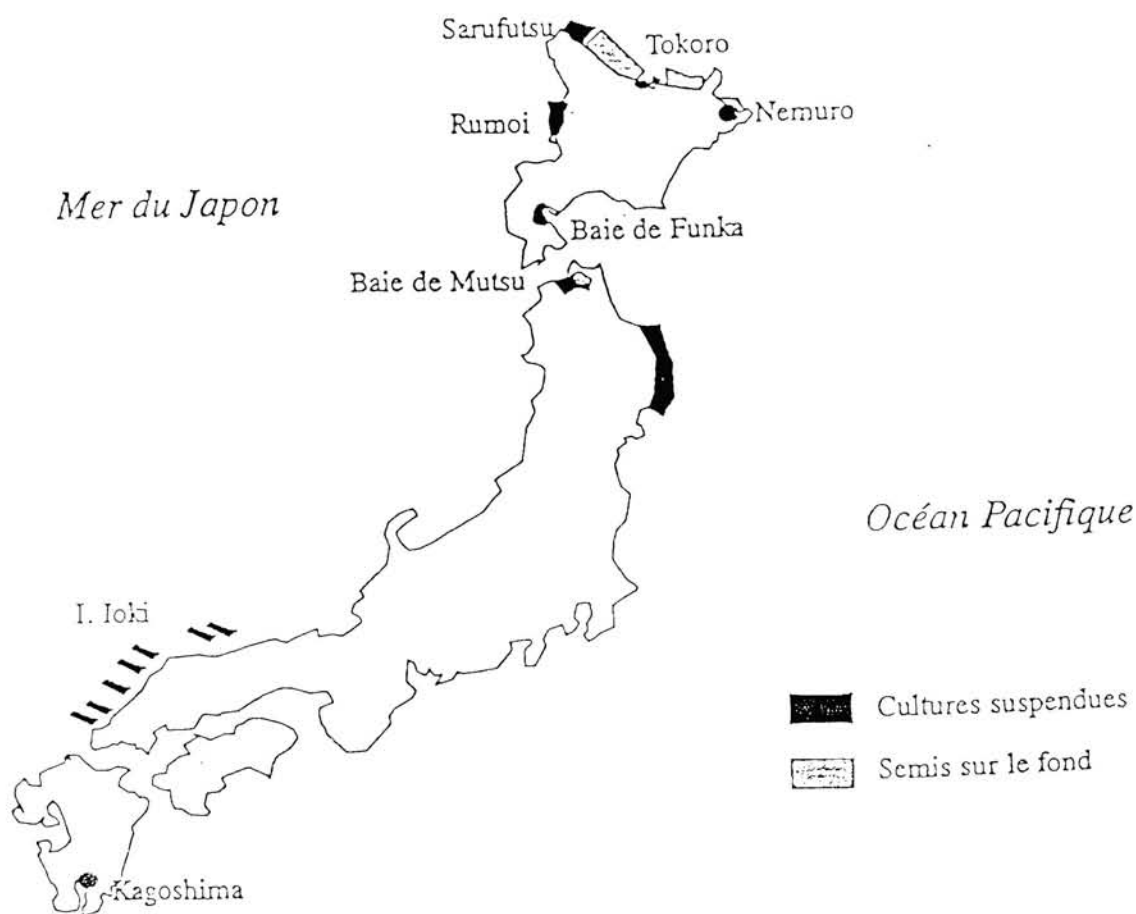 Sarufutsu
Tokoro
Rumoi
Nemuro
Mer du Japon
Baie de Funka
Baie de Mutsu
Océan Pacifique
I. Ioki
Cultures suspendues
Semis sur le fond
Kagoshima